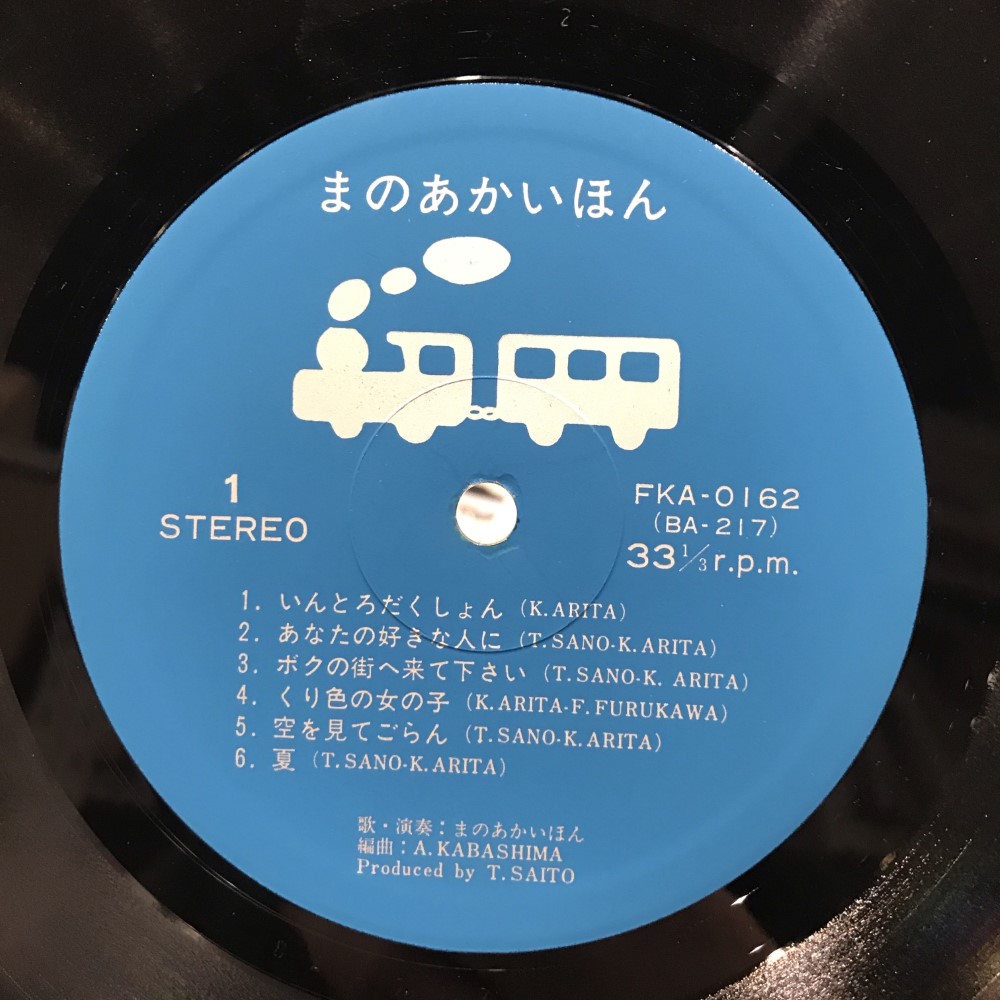 まのあかいほん
1
STEREO
FKA-0162
(BA-217)
33 1/3 r.p.m.
1. いんとろだくしょん (K.ARITA)
2. あなたの好きな人に (T.SANO-K.ARITA)
3. ボクの街へ来て下さい (T.SANO-K. ARITA)
4. くり色の女の子 (K.ARITA-F.FURUKAWA)
5. 空を見てごらん (T.SANO-K.ARITA)
6. 夏 (T.SANO-K.ARITA)
歌・演奏:まのあかいほん
編曲:A.KABASHIMA
Produced by T.SAITO